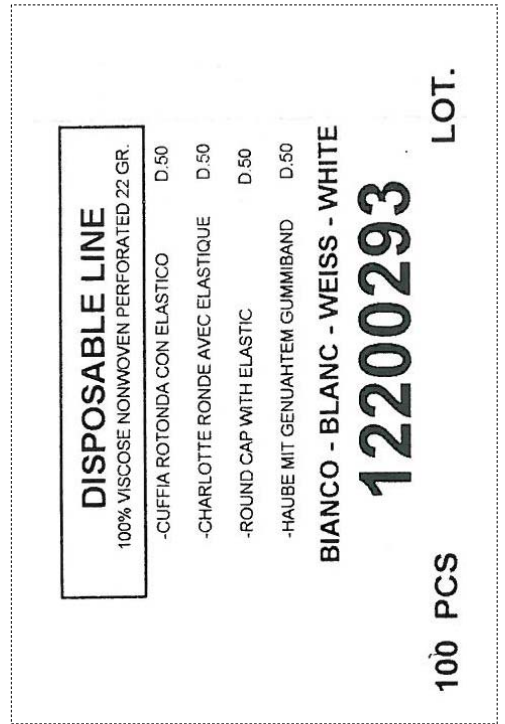 DISPOSABLE LINE
100% VISCOSE NONWOVEN PERFORATED 22 GR.
-CUFFIA ROTONDA CON ELASTICO D.50
-CHARLOTTE RONDE AVEC ELASTIQUE D.50
-ROUND CAP WITH ELASTIC D.50
-HAUBE MIT GENUAHTEM GUMMIBAND D.50
BIANCO - BLANC - WEISS - WHITE
12200293
100 PCS LOT.